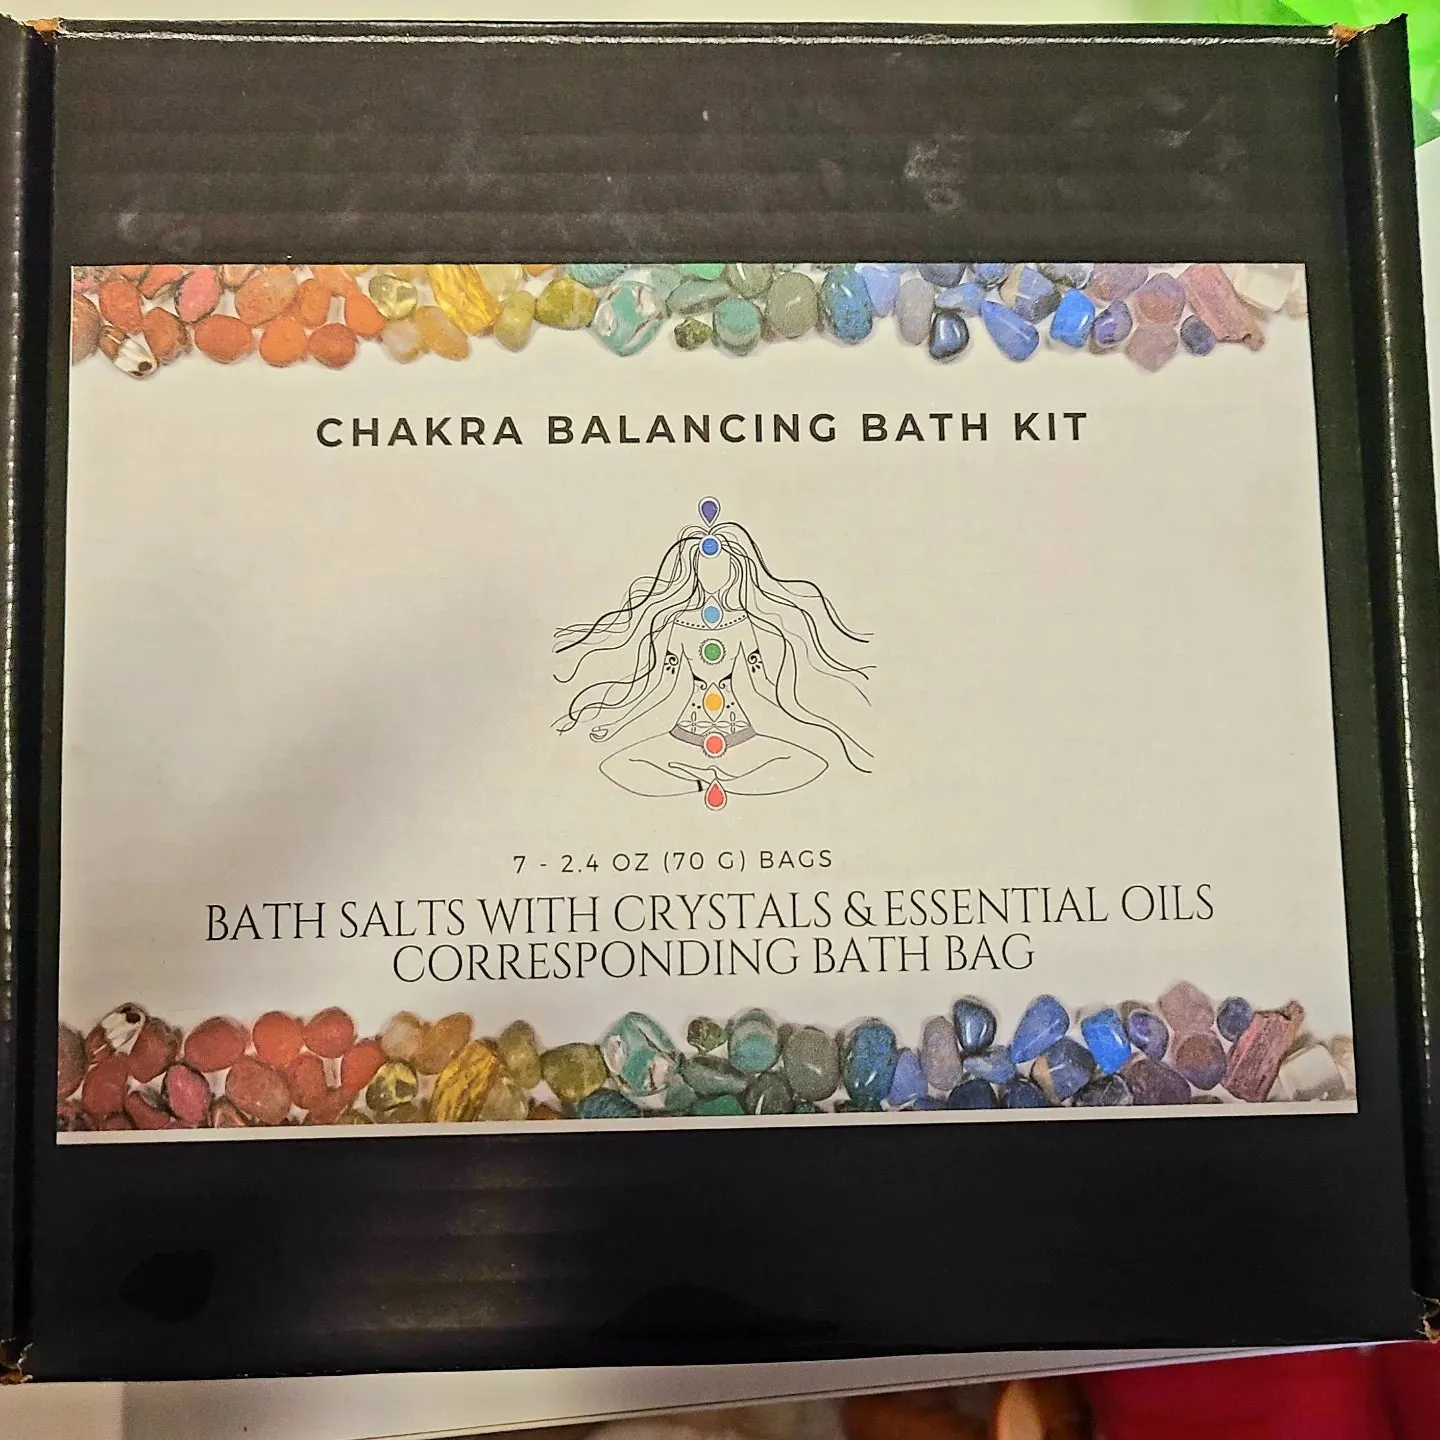 CHAKRA BALANCING BATH KIT
7 - 2.4 OZ (70 G) BAGS
BATH SALTS WITH CRYSTALS & ESSENTIAL OILS
CORRESPONDING BATH BAG